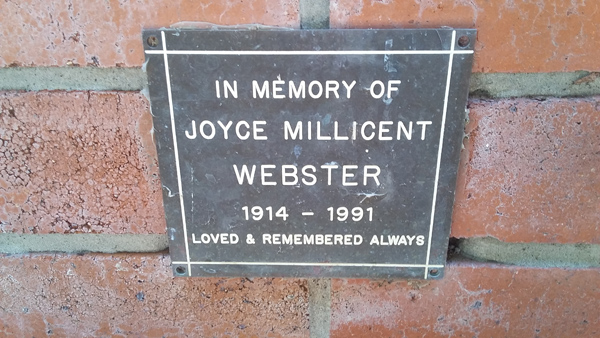 IN MEMORY OF
JOYCE MILLICENT
WEBSTER
1914 - 1991
LOVED & REMEMBERED ALWAYS